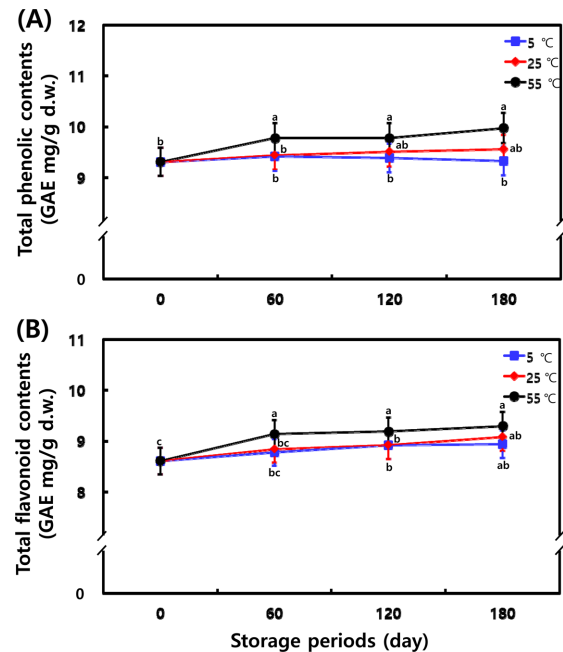 (A)
12
11
10
9
0
Total phenolic contents
(GAE mg/g d.w.)
5 ℃
25 ℃
55 ℃
b
a
a
a
b
ab
ab
b
b
b
0
60
120
180
(B)
11
10
9
8
0
Total flavonoid contents
(GAE mg/g d.w.)
5 ℃
25 ℃
55 ℃
c
a
a
a
bc
b
ab
bc
b
ab
0
60
120
180
Storage periods (day)